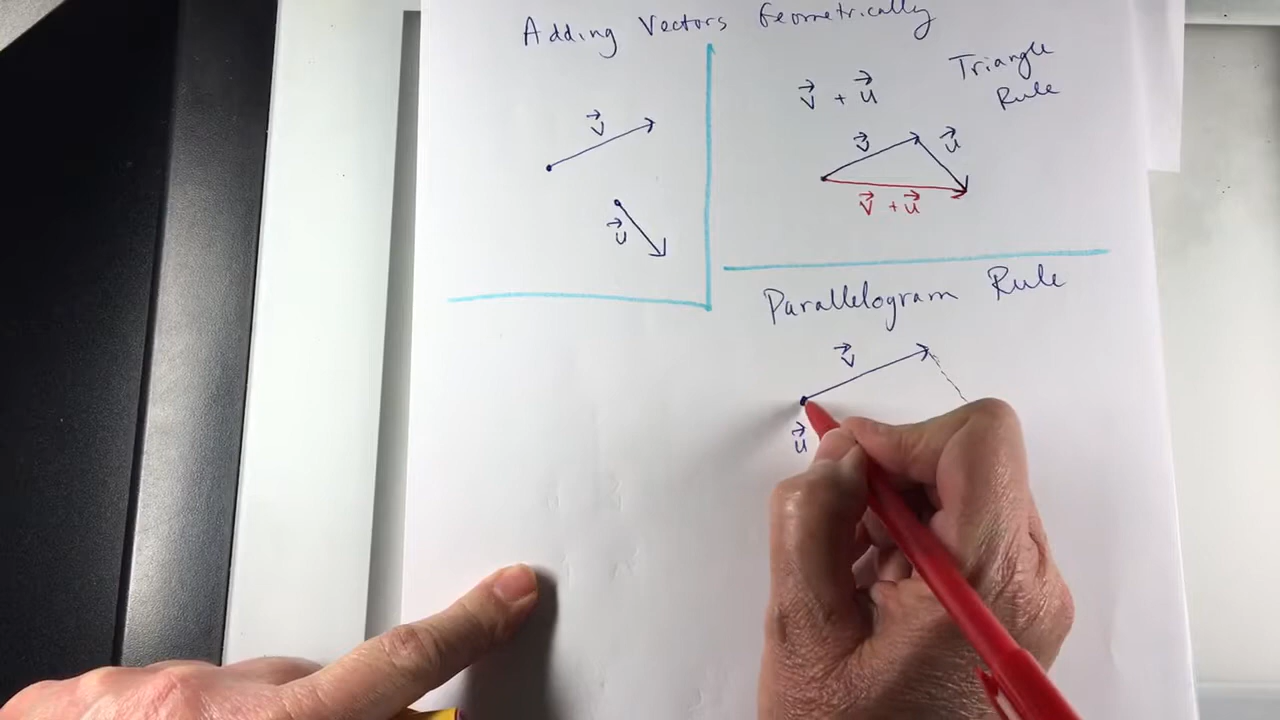 Adding Vectors Geometrically
v⃗
u⃗
v⃗ + u⃗
Triangle
Rule
v⃗
u⃗
v⃗ + u⃗
Parallelogram Rule
v⃗
u⃗